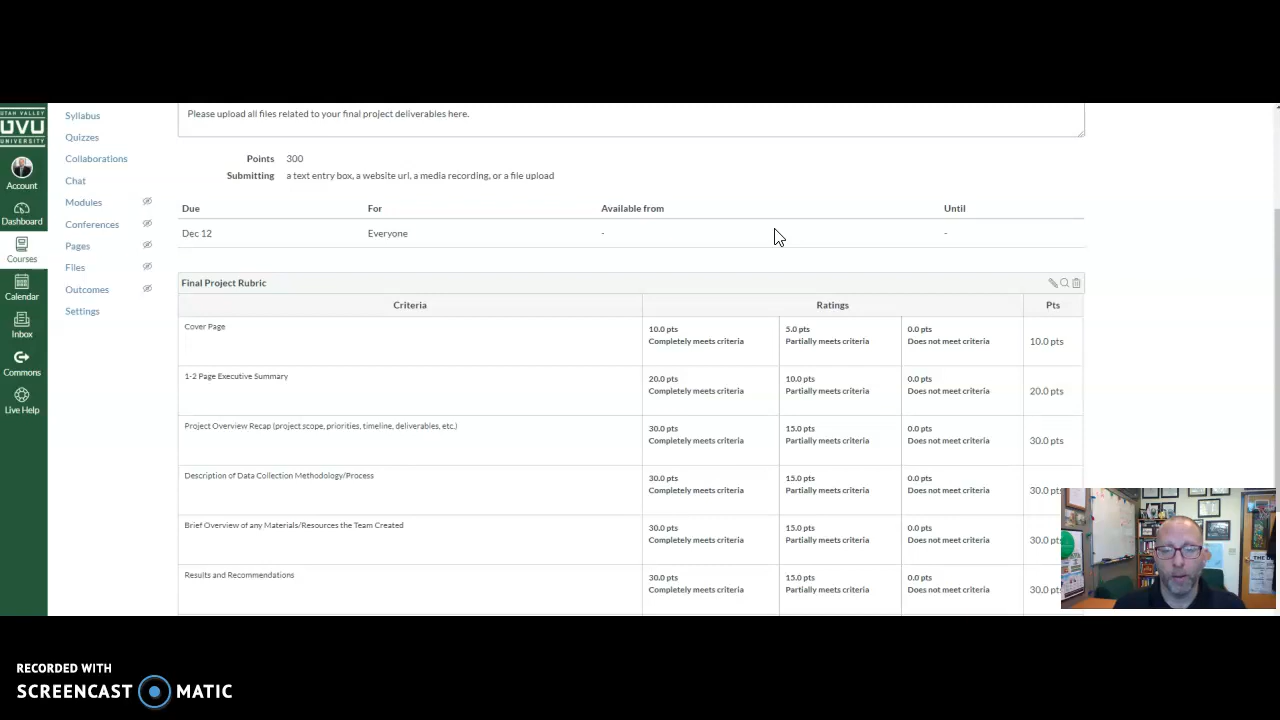 UTAH VALLEY
UVU
UNIVERSITY
Account
Dashboard
Courses
Calendar
Inbox
Commons
Live Help
Syllabus
Quizzes
Collaborations
Chat
Modules
Conferences
Pages
Files
Outcomes
Settings
Please upload all files related to your final project deliverables here.
Points 300
Submitting a text entry box, a website url, a media recording, or a file upload
Due For Available from Until
Dec 12 Everyone - -
Final Project Rubric
Criteria Ratings Pts
Cover Page 10.0 pts 5.0 pts 0.0 pts
Completely meets criteria Partially meets criteria Does not meet criteria 10.0 pts
1-2 Page Executive Summary 20.0 pts 10.0 pts 0.0 pts
Completely meets criteria Partially meets criteria Does not meet criteria 20.0 pts
Project Overview Recap (project scope, priorities, timeline, deliverables, etc.) 30.0 pts 15.0 pts 0.0 pts
Completely meets criteria Partially meets criteria Does not meet criteria 30.0 pts
Description of Data Collection Methodology/Process 30.0 pts 15.0 pts 0.0 pts
Completely meets criteria Partially meets criteria Does not meet criteria 30.0 pts
Brief Overview of any Materials/Resources the Team Created 30.0 pts 15.0 pts 0.0 pts
Completely meets criteria Partially meets criteria Does not meet criteria 30.0 pts
Results and Recommendations 30.0 pts 15.0 pts 0.0 pts
Completely meets criteria Partially meets criteria Does not meet criteria 30.0 pts
RECORDED WITH
SCREENCAST MATIC